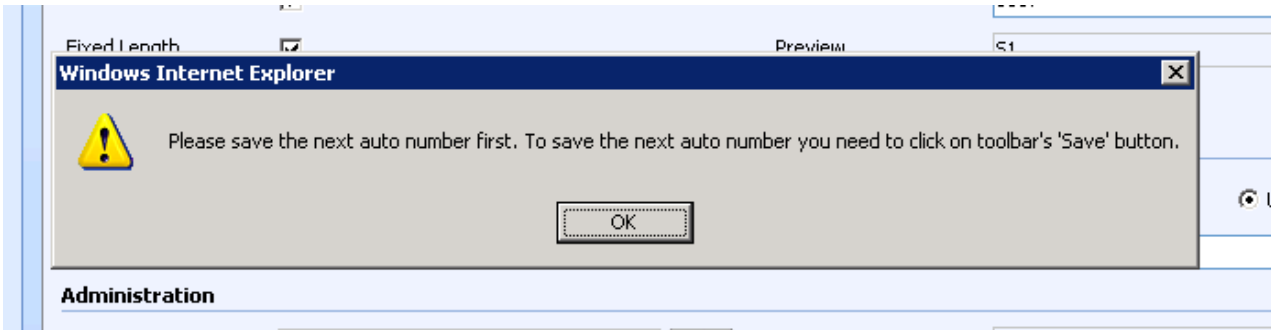 Fixed Length
Preview
S1
Windows Internet Explorer
Please save the next auto number first. To save the next auto number you need to click on toolbar's 'Save' button.
OK
Administration